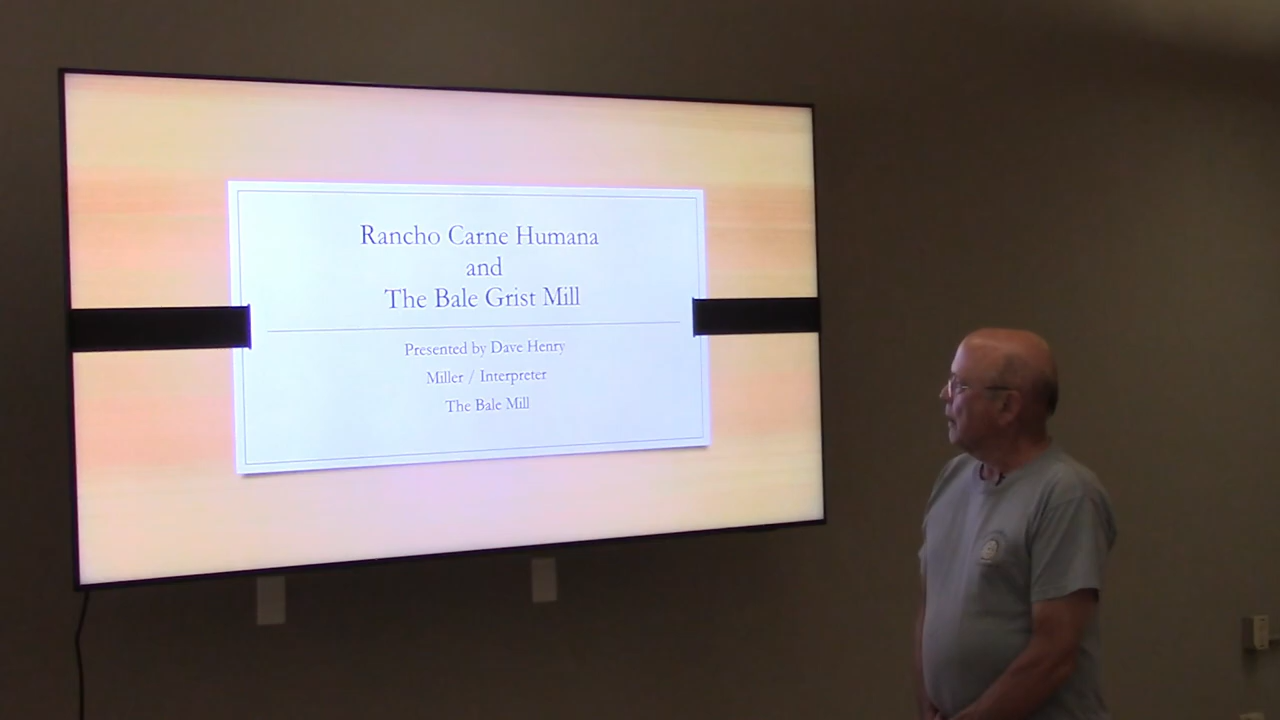 Rancho Carne Humana
and
The Bale Grist Mill
Presented by Dave Henry
Miller / Interpreter
The Bale Mill